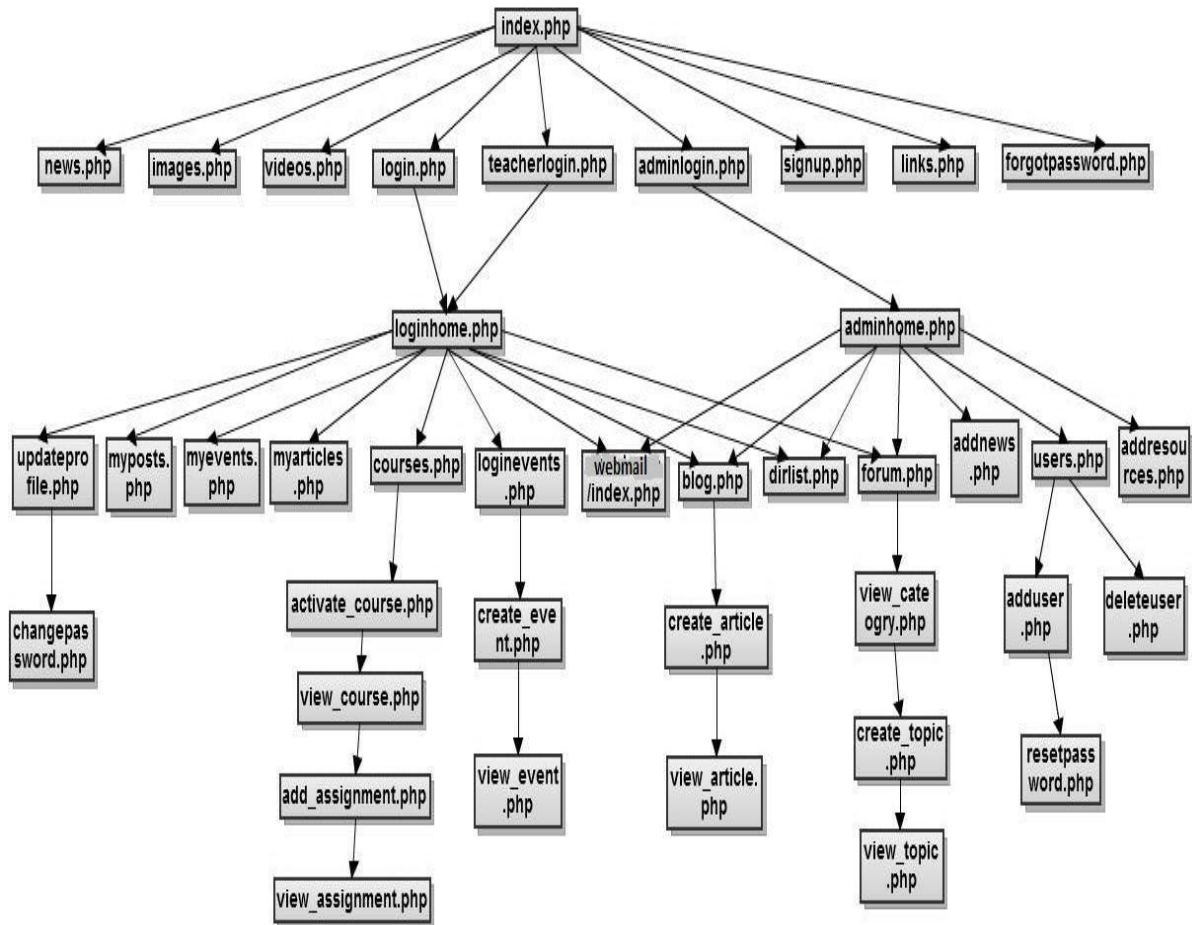 index.php
news.php
images.php
videos.php
login.php
teacherlogin.php
adminlogin.php
signup.php
links.php
forgotpassword.php
loginhome.php
adminhome.php
updatepro
file.php
myposts.
php
myevents.
php
myarticles
.php
courses.php
loginevents
.php
webmail
/index.php
blog.php
dirlist.php
forum.php
addnews
.php
users.php
addresou
rces.php
changepas
sword.php
activate_course.php
create_eve
nt.php
create_article
.php
view_cate
ogry.php
adduser
.php
deleteuser
.php
view_course.php
add_assignment.php
view_event
.php
view_article.
php
create_topic
.php
resetpass
word.php
view_assignment.php
view_topic
.php